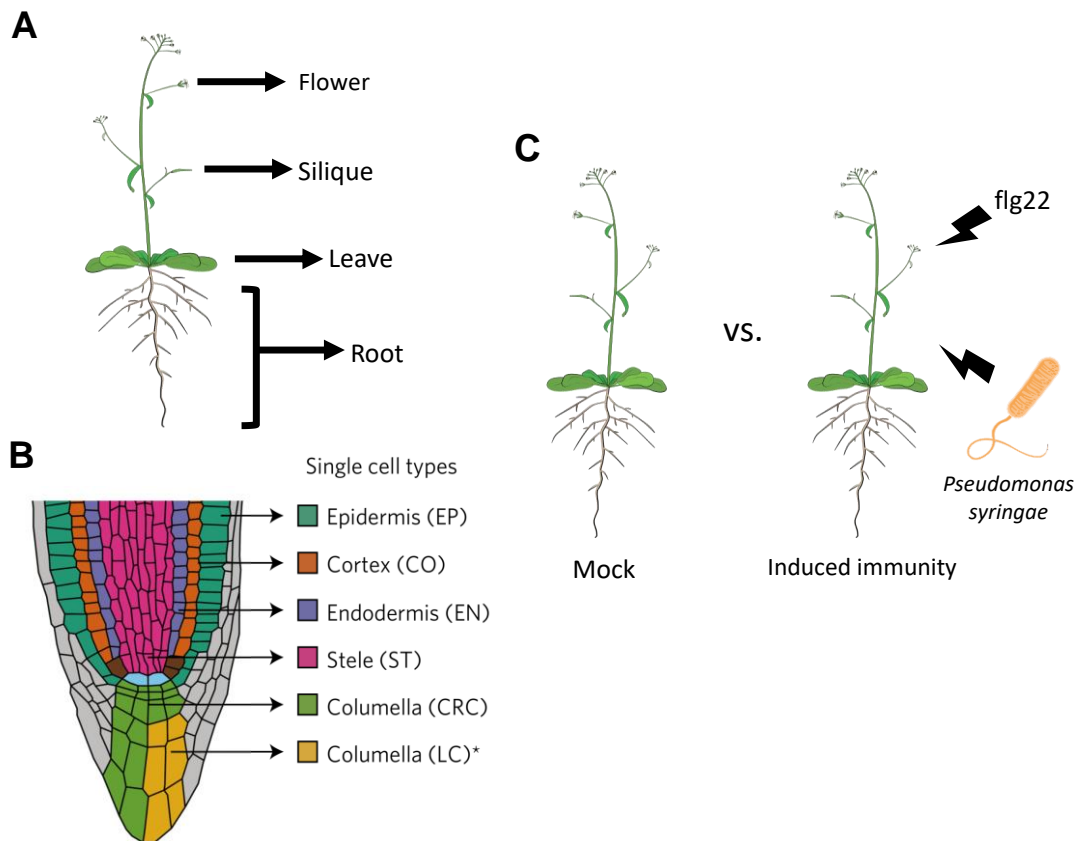 A
Flower
Silique
Leave
Root
B
Single cell types
Epidermis (EP)
Cortex (CO)
Endodermis (EN)
Stele (ST)
Columella (CRC)
Columella (LC)*
C
flg22
vs.
Pseudomonas
syringae
Mock
Induced immunity